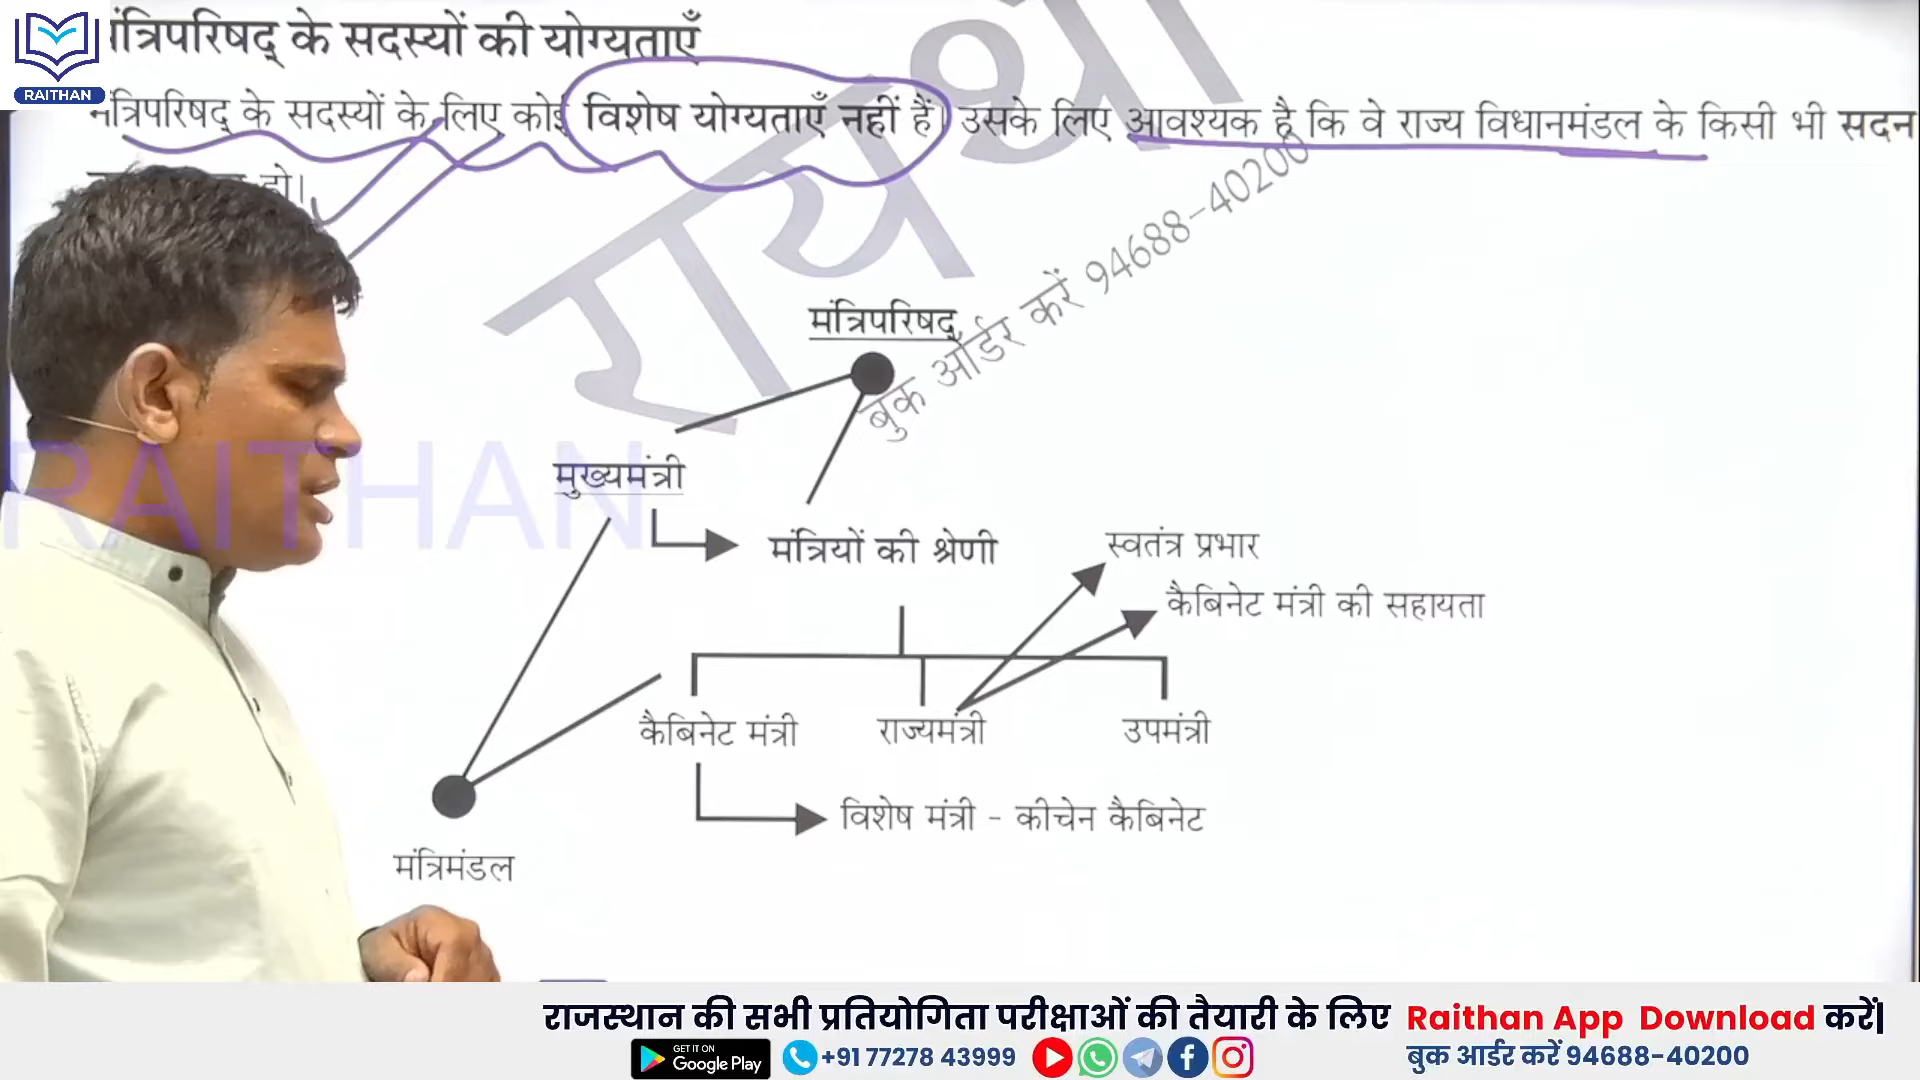 RAITHAN
मंत्रिपरिषद् के सदस्यों की योग्यताएँ
मंत्रिपरिषद् के सदस्यों के लिए कोई विशेष योग्यताएँ नहीं हैं। उसके लिए आवश्यक है कि वे राज्य विधानमंडल के किसी भी सदन
हो।
बुक ऑर्डर करें 94688-40200
RAITHAN
मंत्रिपरिषद्
मुख्यमंत्री
मंत्रियों की श्रेणी
स्वतंत्र प्रभार
कैबिनेट मंत्री की सहायता
कैबिनेट मंत्री राज्यमंत्री उपमंत्री
विशेष मंत्री - कीचेन कैबिनेट
मंत्रिमंडल
राजस्थान की सभी प्रतियोगिता परीक्षाओं की तैयारी के लिए Raithan App Download करें|
GET IT ON
Google Play
+91 77278 43999
बुक आर्डर करें 94688-40200